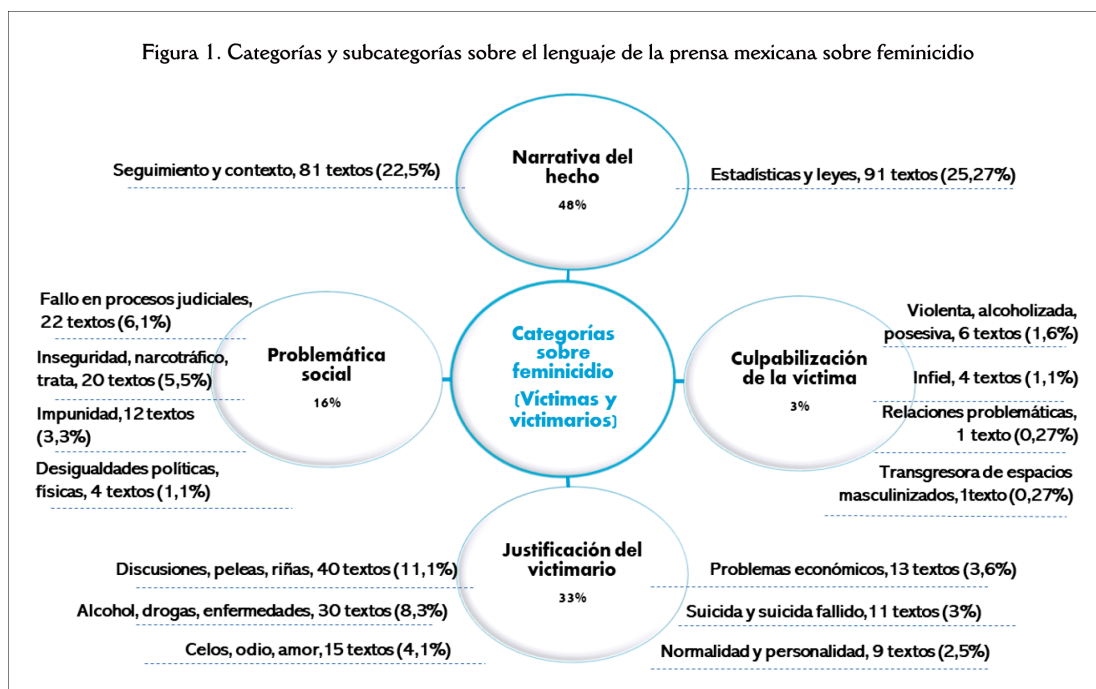 Figura 1. Categorías y subcategorías sobre el lenguaje de la prensa mexicana sobre feminicidio
Narrativa del
hecho
48%
Seguimiento y contexto, 81 textos (22,5%)
Estadísticas y leyes, 91 textos (25,27%)
Categorías
sobre
feminicidio
(Víctimas y
victimarios)
Problemática
social
16%
Fallo en procesos judiciales,
22 textos (6,1%)
Inseguridad, narcotráfico,
trata, 20 textos (5,5%)
Impunidad, 12 textos
(3,3%)
Desigualdades políticas,
físicas, 4 textos (1,1%)
Culpabilización
de la víctima
3%
Violenta, alcoholizada,
posesiva, 6 textos (1,6%)
Infiel, 4 textos (1,1%)
Relaciones problemáticas,
1 texto (0,27%)
Transgresora de espacios
masculinizados, 1texto (0,27%)
Justificación del
victimario
33%
Discusiones, peleas, riñas, 40 textos (11,1%)
Alcohol, drogas, enfermedades, 30 textos (8,3%)
Celos, odio, amor, 15 textos (4,1%)
Problemas económicos, 13 textos (3,6%)
Suicida y suicida fallido, 11 textos (3%)
Normalidad y personalidad, 9 textos (2,5%)